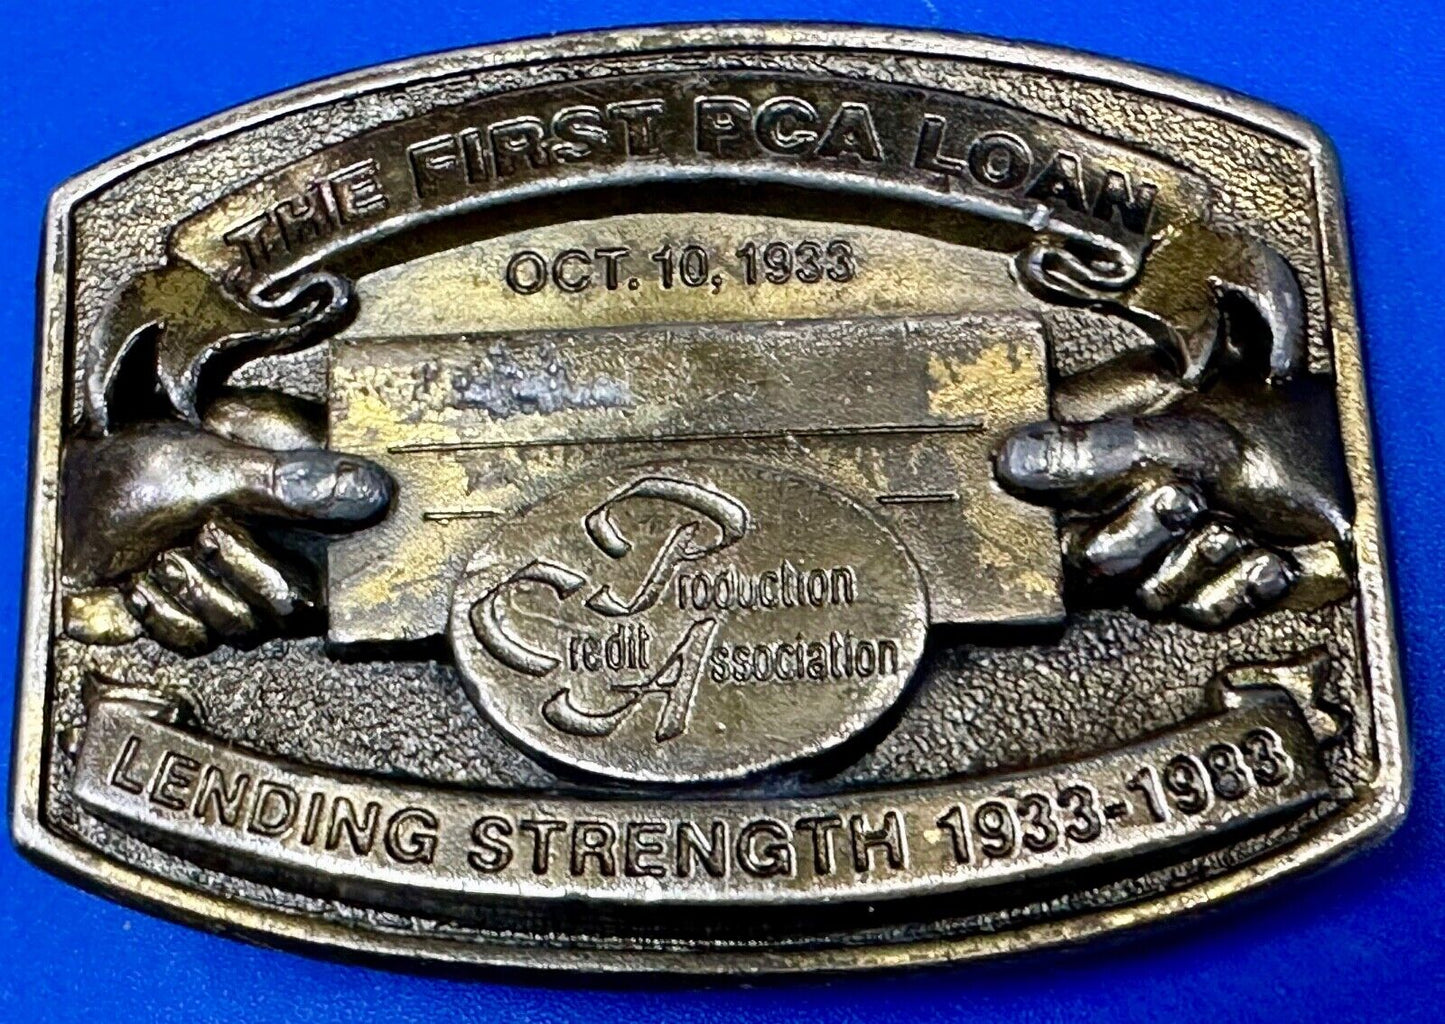 THE FIRST PCA LOAN
OCT. 10, 1933
Production
Credit Association
LENDING STRENGTH 1933-1983